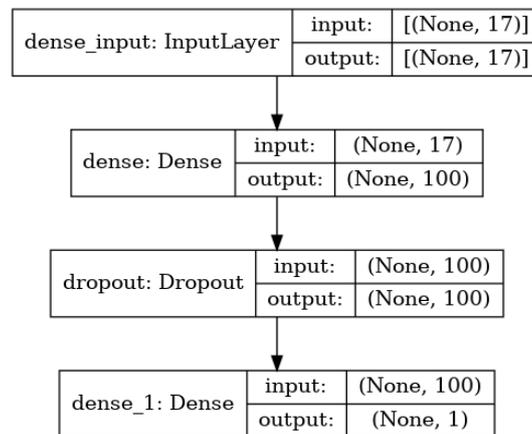 dense_input: InputLayer
input: [(None, 17)]
output: [(None, 17)]
dense: Dense
input: (None, 17)
output: (None, 100)
dropout: Dropout
input: (None, 100)
output: (None, 100)
dense_1: Dense
input: (None, 100)
output: (None, 1)